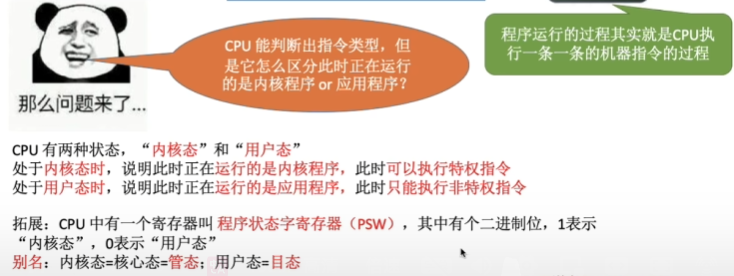 程序运行的过程其实就是CPU执
行一条一条的机器指令的过程
CPU 能判断出指令类型，但
是它怎么区分此时正在运行
的是内核程序 or 应用程序？
那么问题来了...
CPU 有两种状态，“内核态”和“用户态”
处于内核态时，说明此时正在运行的是内核程序，此时可以执行特权指令
处于用户态时，说明此时正在运行的是应用程序，此时只能执行非特权指令
拓展：CPU 中有一个寄存器叫 程序状态字寄存器（PSW），其中有个二进制位，1表示
“内核态”，0表示“用户态”
别名：内核态=核心态=管态；用户态=目态